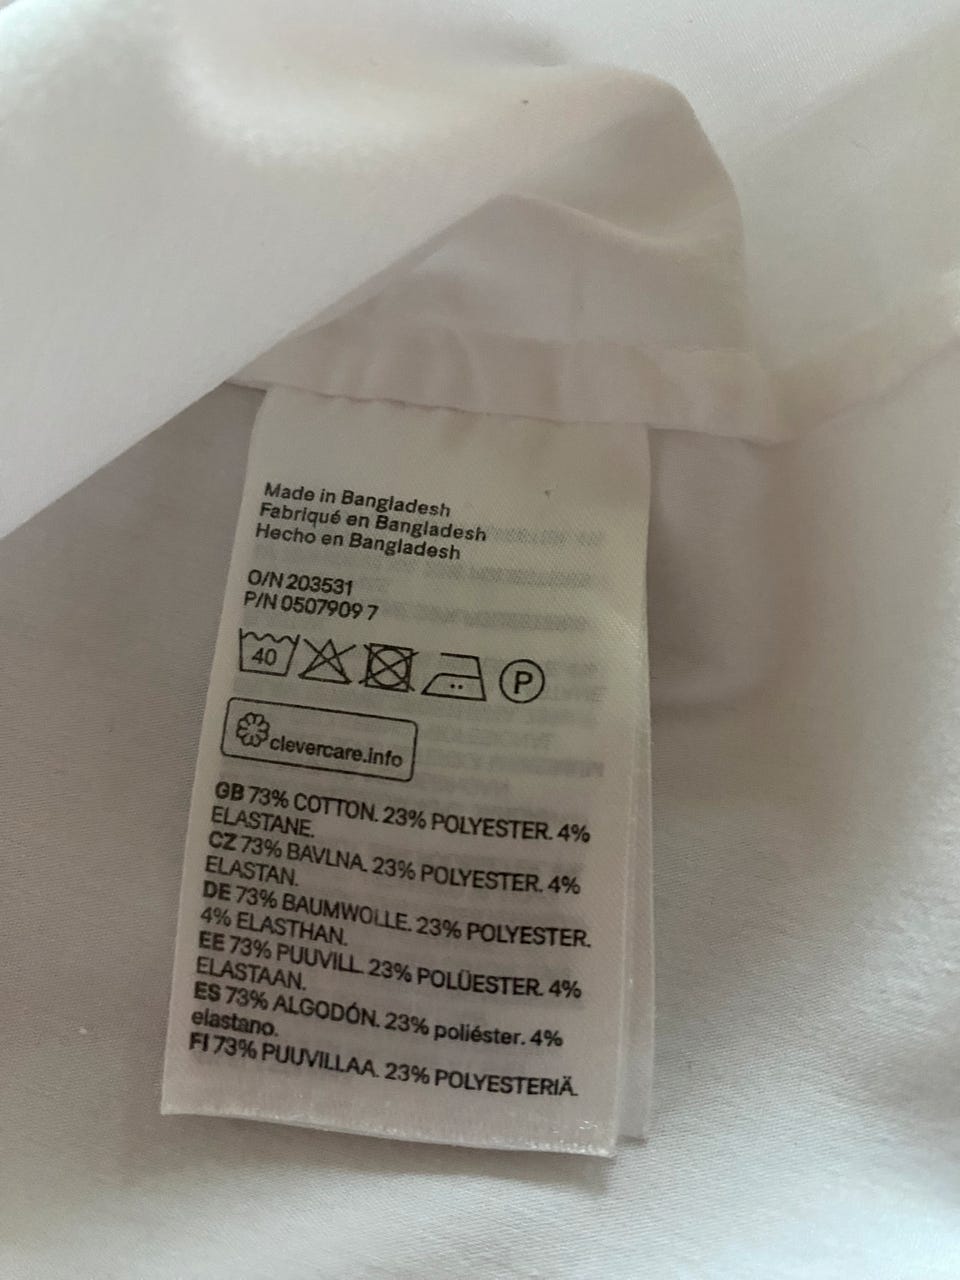 Made in Bangladesh
Fabriqué en Bangladesh
Hecho en Bangladesh
O/N 203531
P/N 0507909 7
40
P
clevercare.info
GB 73% COTTON. 23% POLYESTER. 4%
ELASTANE.
CZ 73% BAVLNA. 23% POLYESTER. 4%
ELASTAN.
DE 73% BAUMWOLLE. 23% POLYESTER.
4% ELASTHAN.
EE 73% PUUVILL. 23% POLÜESTER. 4%
ELASTAAN.
ES 73% ALGODÓN. 23% poliéster. 4%
elastano.
FI 73% PUUVILLAA. 23% POLYESTERIÄ.